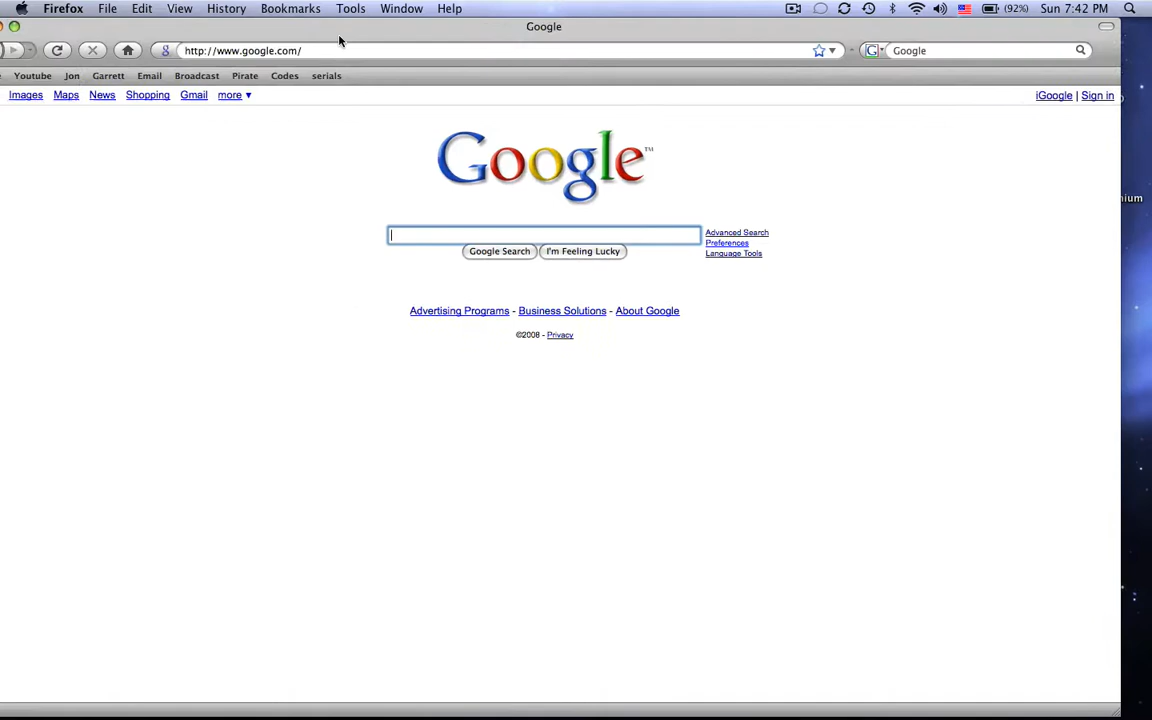 Firefox File Edit View History Bookmarks Tools Window Help (92%) Sun 7:42 PM
Google
http://www.google.com/ Google
Youtube Jon Garrett Email Broadcast Pirate Codes serials
Images Maps News Shopping Gmail more ▼ iGoogle | Sign in
Google™
Advanced Search
Preferences
Language Tools
Google Search I'm Feeling Lucky
Advertising Programs - Business Solutions - About Google
©2008 - Privacy